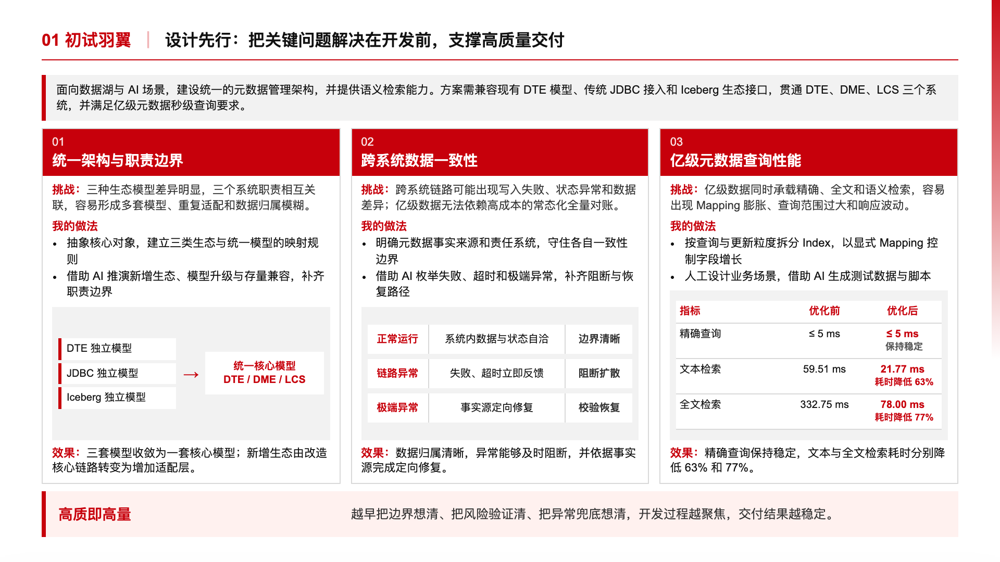 01 初试羽翼 | 设计先行：把关键问题解决在开发前，支撑高质量交付
面向数据湖与 AI 场景，建设统一的元数据管理架构，并提供语义检索能力。方案需兼容现有 DTE 模型、传统 JDBC 接入和 Iceberg 生态接口，贯通 DTE、DME、LCS 三个系
统，并满足亿级元数据秒级查询要求。
01
统一架构与职责边界
挑战：三种生态模型差异明显，三个系统职责相互关
联，容易形成多套模型、重复适配和数据归属模糊。
我的做法
• 抽象核心对象，建立三类生态与统一模型的映射规
则
• 借助 AI 推演新增生态、模型升级与存量兼容，补齐
职责边界
DTE 独立模型
JDBC 独立模型
Iceberg 独立模型
→
统一核心模型
DTE / DME / LCS
效果：三套模型收敛为一套核心模型；新增生态由改造
核心链路转变为增加适配层。
02
跨系统数据一致性
挑战：跨系统链路可能出现写入失败、状态异常和数据
差异；亿级数据无法依赖高成本的常态化全量对账。
我的做法
• 明确元数据事实来源和责任系统，守住各自一致性
边界
• 借助 AI 枚举失败、超时和极端异常，补齐阻断与恢
复路径
正常运行 系统内数据与状态自洽 边界清晰
链路异常 失败、超时立即反馈 阻断扩散
极端异常 事实源定向修复 校验恢复
效果：数据归属清晰，异常能够及时阻断，并依据事实
源完成定向修复。
03
亿级元数据查询性能
挑战：亿级数据同时承载精确、全文和语义检索，容易
出现 Mapping 膨胀、查询范围过大和响应波动。
我的做法
• 按查询与更新粒度拆分 Index，以显式 Mapping 控
制字段增长
• 人工设计业务场景，借助 AI 生成测试数据与脚本
指标 优化前 优化后
精确查询 ≤ 5 ms ≤ 5 ms
保持稳定
文本检索 59.51 ms 21.77 ms
耗时降低 63%
全文检索 332.75 ms 78.00 ms
耗时降低 77%
效果：精确查询保持稳定，文本与全文检索耗时分别降
低 63% 和 77%。
高质即高量
越早把边界想清、把风险验证清、把异常兜底想清，开发过程越聚焦，交付结果越稳定。